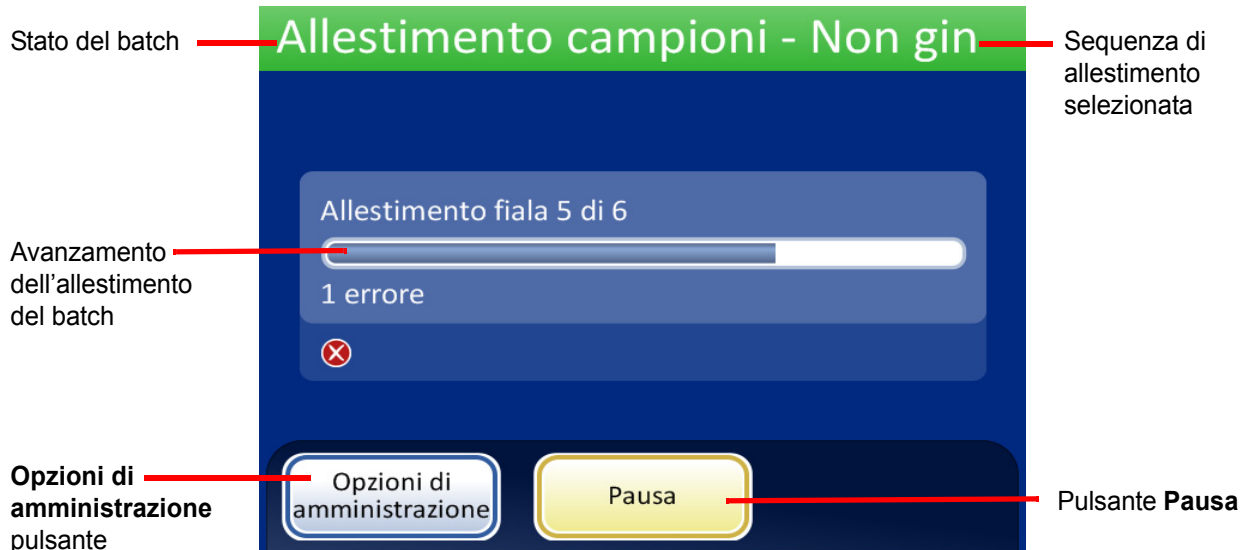 Stato del batch
Allestimento campioni - Non gin
Sequenza di
allestimento
selezionata
Allestimento fiala 5 di 6
Avanzamento
dell’allestimento
del batch
1 errore
Opzioni di
amministrazione
pulsante
Opzioni di
amministrazione
Pausa
Pulsante Pausa